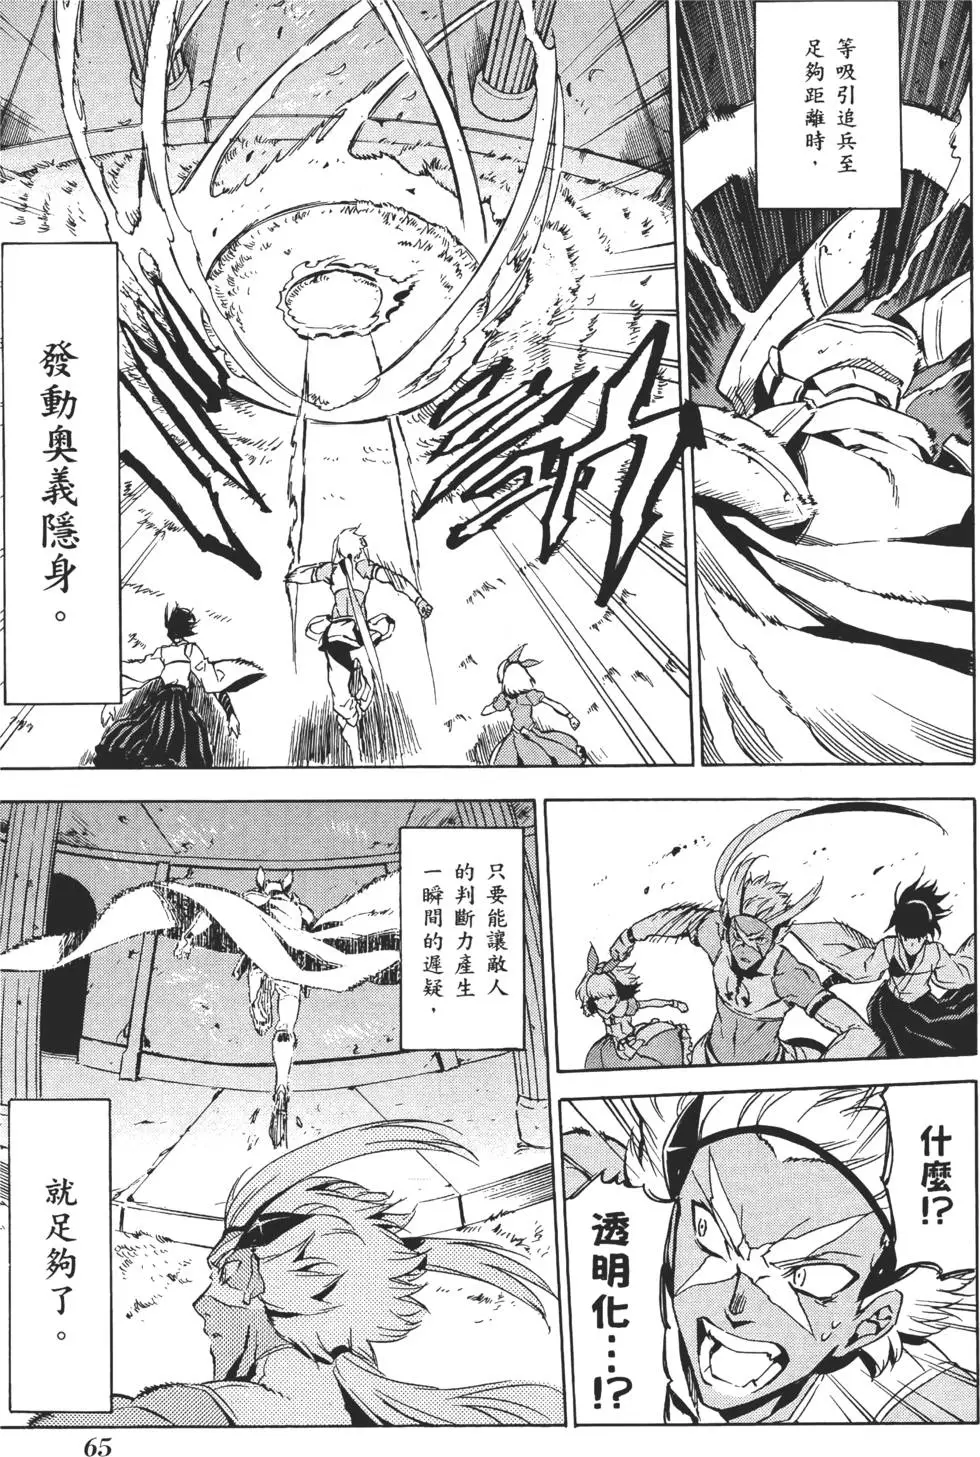 等吸引追兵至
足夠距離時，
發動奧義隱身。
什麼!?
透明化…!?
只要能讓敵人
的判斷力產生
一瞬間的遲疑，
就足夠了。
65